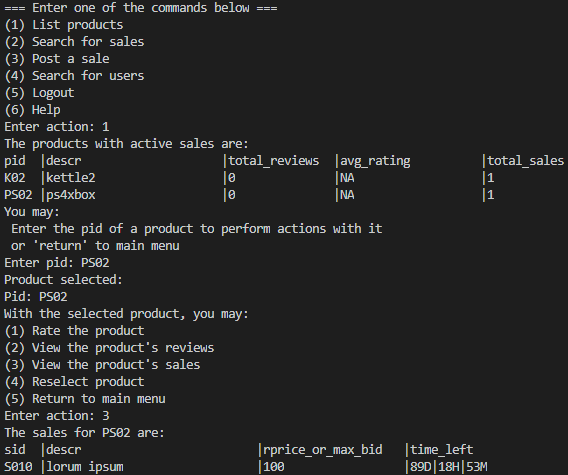 === Enter one of the commands below ===
(1) List products
(2) Search for sales
(3) Post a sale
(4) Search for users
(5) Logout
(6) Help
Enter action: 1
The products with active sales are:
pid  |descr                  |total_reviews  |avg_rating         |total_sales
K02  |kettle2                |0              |NA                 |1
PS02 |ps4xbox                |0              |NA                 |1
You may:
 Enter the pid of a product to perform actions with it
 or 'return' to main menu
Enter pid: PS02
Product selected:
Pid: PS02
With the selected product, you may:
(1) Rate the product
(2) View the product's reviews
(3) View the product's sales
(4) Reselect product
(5) Return to main menu
Enter action: 3
The sales for PS02 are:
sid  |descr                       |rprice_or_max_bid   |time_left
S010 |lorum ipsum                 |100                 |89D|18H|53M